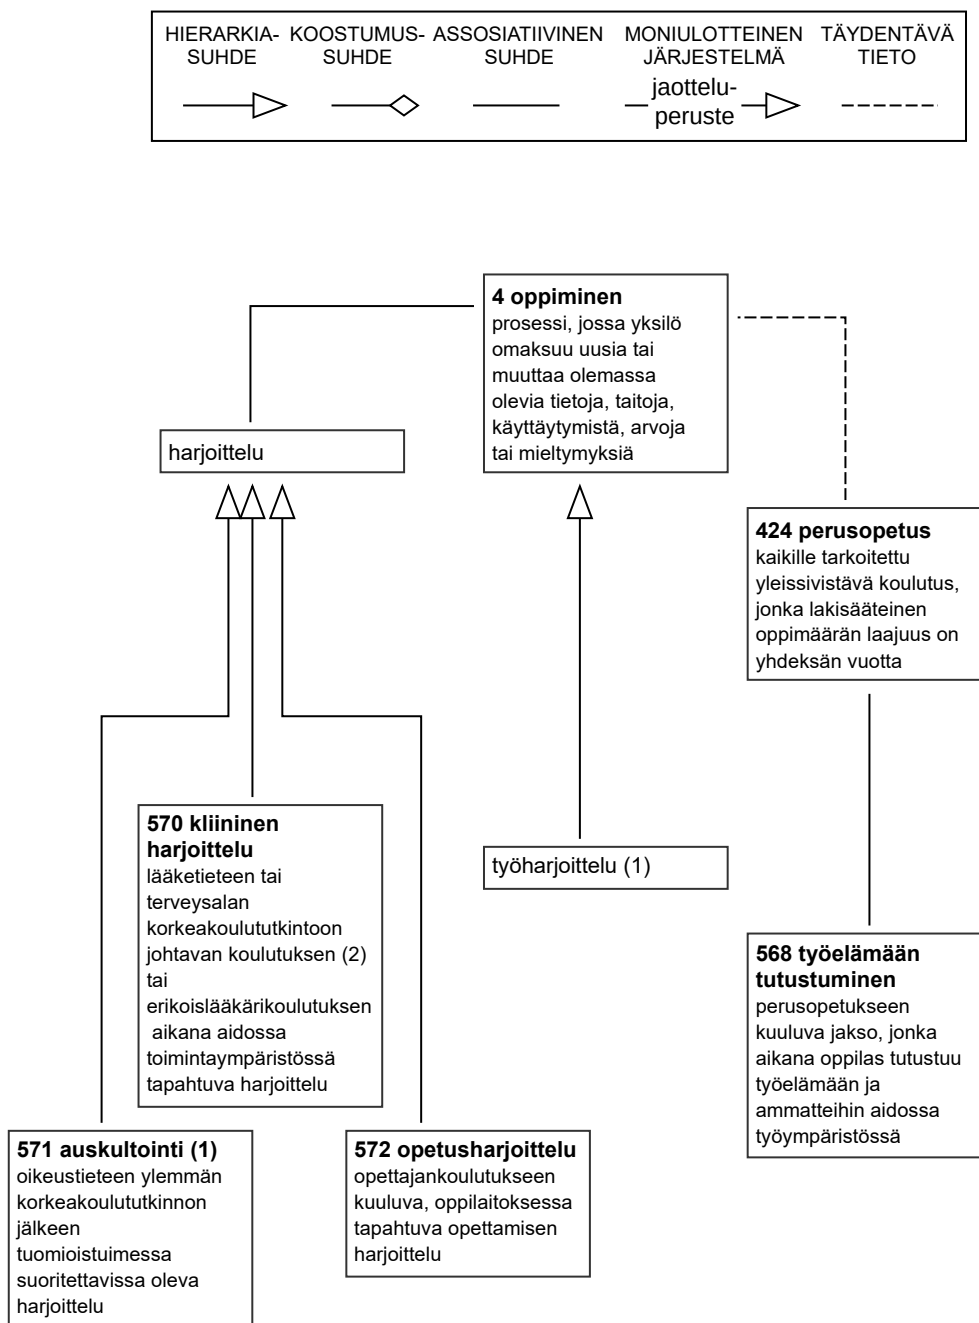 HIERARKIA-
SUHDE
KOOSTUMUS-
SUHDE
ASSOSIATIIVINEN
SUHDE
MONIULOTTEINEN
JÄRJESTELMÄ
jaottelu-
peruste
TÄYDENTÄVÄ
TIETO
4 oppiminen
prosessi, jossa yksilö
omaksuu uusia tai
muuttaa olemassa
olevia tietoja, taitoja,
käyttäytymistä, arvoja
tai mieltymyksiä
harjoittelu
424 perusopetus
kaikille tarkoitettu
yleissivistävä koulutus,
jonka lakisääteinen
oppimäärän laajuus on
yhdeksän vuotta
570 kliininen
harjoittelu
lääketieteen tai
terveysalan
korkeakoulututkintoon
johtavan koulutuksen (2)
tai
erikoislääkärikoulutuksen
aikana aidossa
toimintaympäristössä
tapahtuva harjoittelu
työharjoittelu (1)
568 työelämään
tutustuminen
perusopetukseen
kuuluva jakso, jonka
aikana oppilas tutustuu
työelämään ja
ammatteihin aidossa
työympäristössä
571 auskultointi (1)
oikeustieteen ylemmän
korkeakoulututkinnon
jälkeen
tuomioistuimessa
suoritettavissa oleva
harjoittelu
572 opetusharjoittelu
opettajankoulutukseen
kuuluva, oppilaitoksessa
tapahtuva opettamisen
harjoittelu